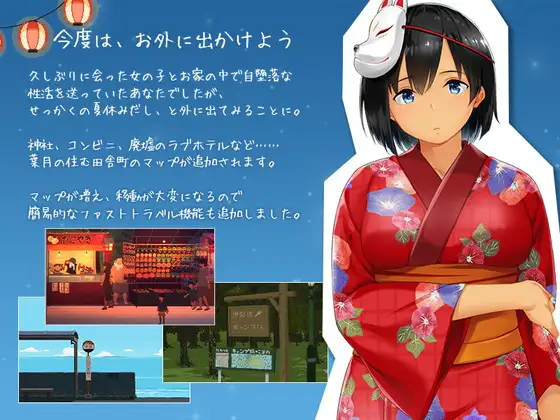 今度は、お外に出かけよう
久しぶりに会った女の子とお家の中で自堕落な
性活を送っていたあなたでしたが、
せっかくの夏休みだし、と外に出てみることに。
神社、コンビニ、廃墟のラブホテルなど……
葉月の住む田舎町のマップが追加されます。
マップが増え、移動が大変になるので
簡易的なファストトラベル機能も追加しました。